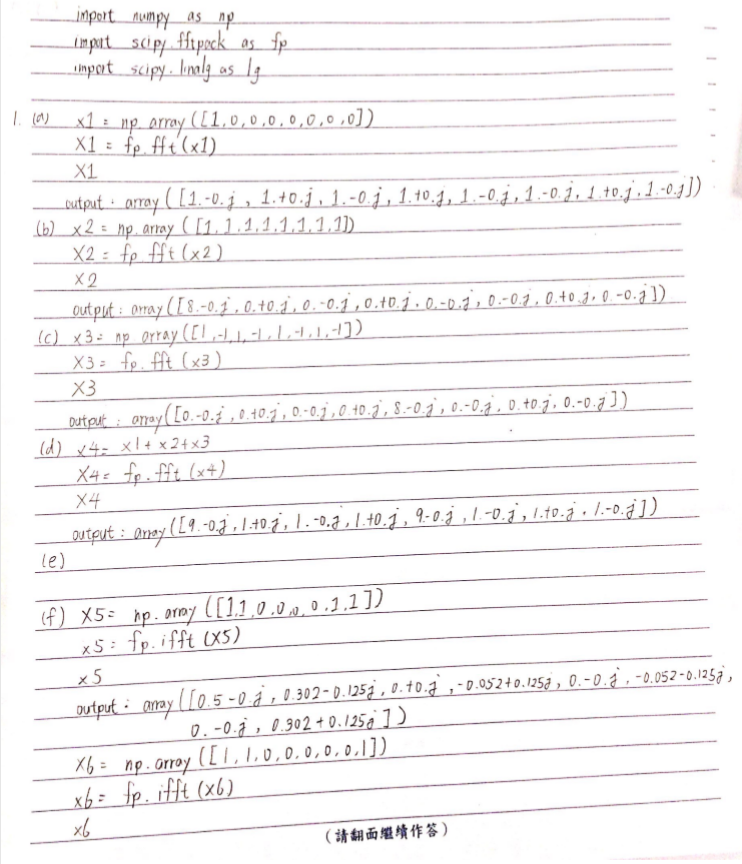 import numpy as np
import scipy.fftpack as fp
import scipy.linalg as lg
1. (a) x1 = np.array([1,0,0,0,0,0,0,0])
X1 = fp.fft(x1)
X1
output : array([1.-0.j, 1.+0.j, 1.-0.j, 1.+0.j, 1.-0.j, 1.-0.j, 1.+0.j, 1.-0.j])
(b) x2 = np.array([1,1,1,1,1,1,1,1])
X2 = fp.fft(x2)
X2
output : array([8.-0.j, 0.+0.j, 0.-0.j, 0.+0.j, 0.-0.j, 0.-0.j, 0.+0.j, 0.-0.j])
(c) x3 = np.array([1,-1,1,-1,1,-1,1,-1])
X3 = fp.fft(x3)
X3
output : array([0.-0.j, 0.+0.j, 0.-0.j, 0.+0.j, 8.-0.j, 0.-0.j, 0.+0.j, 0.-0.j])
(d) x4 = x1+x2+x3
X4 = fp.fft(x4)
X4
output : array([9.-0.j, 1.+0.j, 1.-0.j, 1.+0.j, 9.-0.j, 1.-0.j, 1.+0.j, 1.-0.j])
(e)
(f) X5 = np.array([1,1,0,0,0,0,1,1])
x5 = fp.ifft(X5)
x5
output : array([0.5-0.j, 0.302-0.125j, 0.+0.j, -0.052+0.125j, 0.-0.j, -0.052-0.125j,
0.-0.j, 0.302+0.125j])
X6 = np.array([1,1,0,0,0,0,0,1])
x6 = fp.ifft(X6)
x6
(請翻面繼續作答)